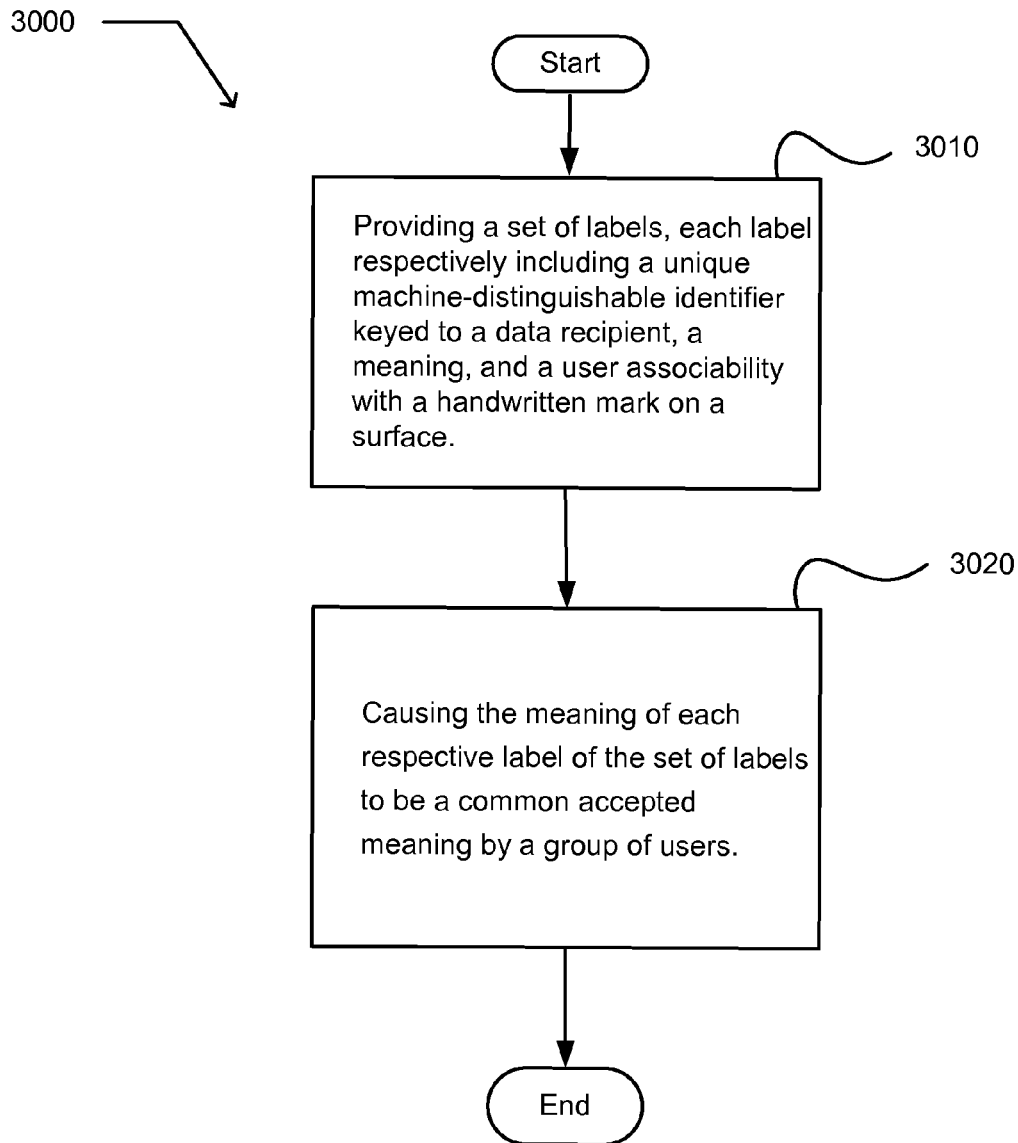 3000
Start
3010
Providing a set of labels, each label
respectively including a unique
machine-distinguishable identifier
keyed to a data recipient, a
meaning, and a user associability
with a handwritten mark on a
surface.
3020
Causing the meaning of each
respective label of the set of labels
to be a common accepted
meaning by a group of users.
End